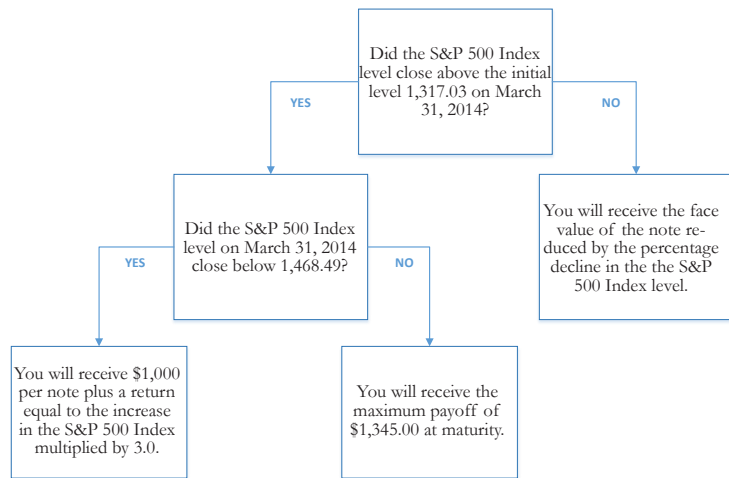 Did the S&P 500 Index
level close above the initial
level 1,317.03 on March
31, 2014?
YES
NO
Did the S&P 500 Index
level on March 31, 2014
close below 1,468.49?
You will receive the face
value of the note re-
duced by the percentage
decline in the the S&P
500 Index level.
YES
NO
You will receive $1,000
per note plus a return
equal to the increase
in the S&P 500 Index
multiplied by 3.0.
You will receive the
maximum payoff of
$1,345.00 at maturity.